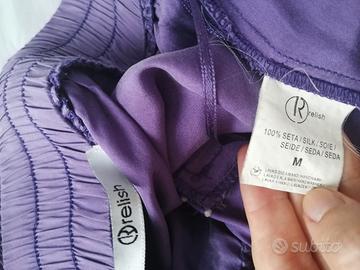 R relish
100% SETA / SILK / SOIE /
SEIDE / SEDA / SEDA
M
R relish
subito